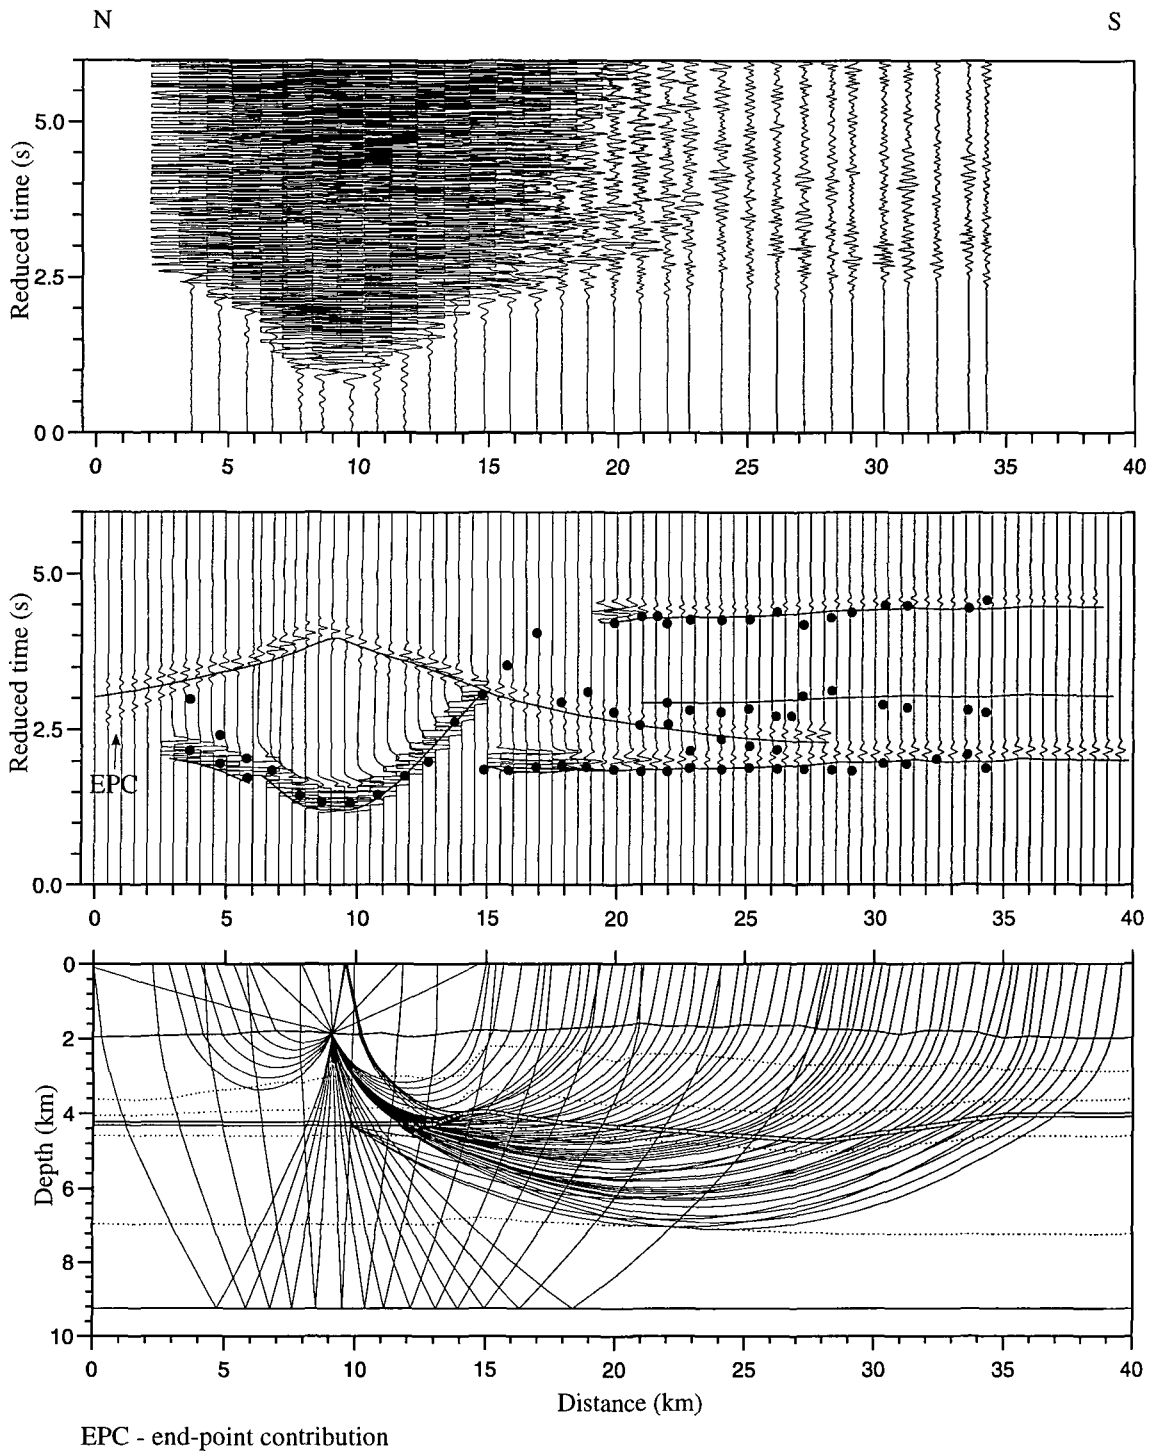 N S
Reduced time (s)
5.0
2.5
0 0
0 5 10 15 20 25 30 35 40
Reduced time (s)
5.0
2.5
EPC
0.0
0 5 10 15 20 25 30 35 40
Depth (km)
0
2
4
6
8
10
0 5 10 15 20 25 30 35 40
Distance (km)
EPC - end-point contribution